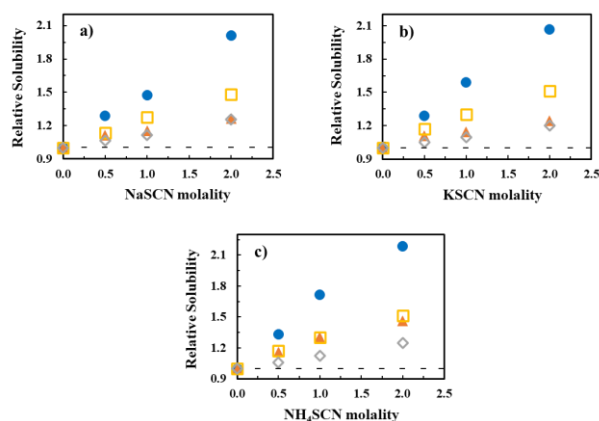 a)
Relative Solubility
2.1
1.8
1.5
1.2
0.9
0.0 0.5 1.0 1.5 2.0 2.5
NaSCN molality
b)
Relative Solubility
2.1
1.8
1.5
1.2
0.9
0.0 0.5 1.0 1.5 2.0 2.5
KSCN molality
c)
Relative Solubility
2.1
1.8
1.5
1.2
0.9
0.0 0.5 1.0 1.5 2.0 2.5
NH₄SCN molality